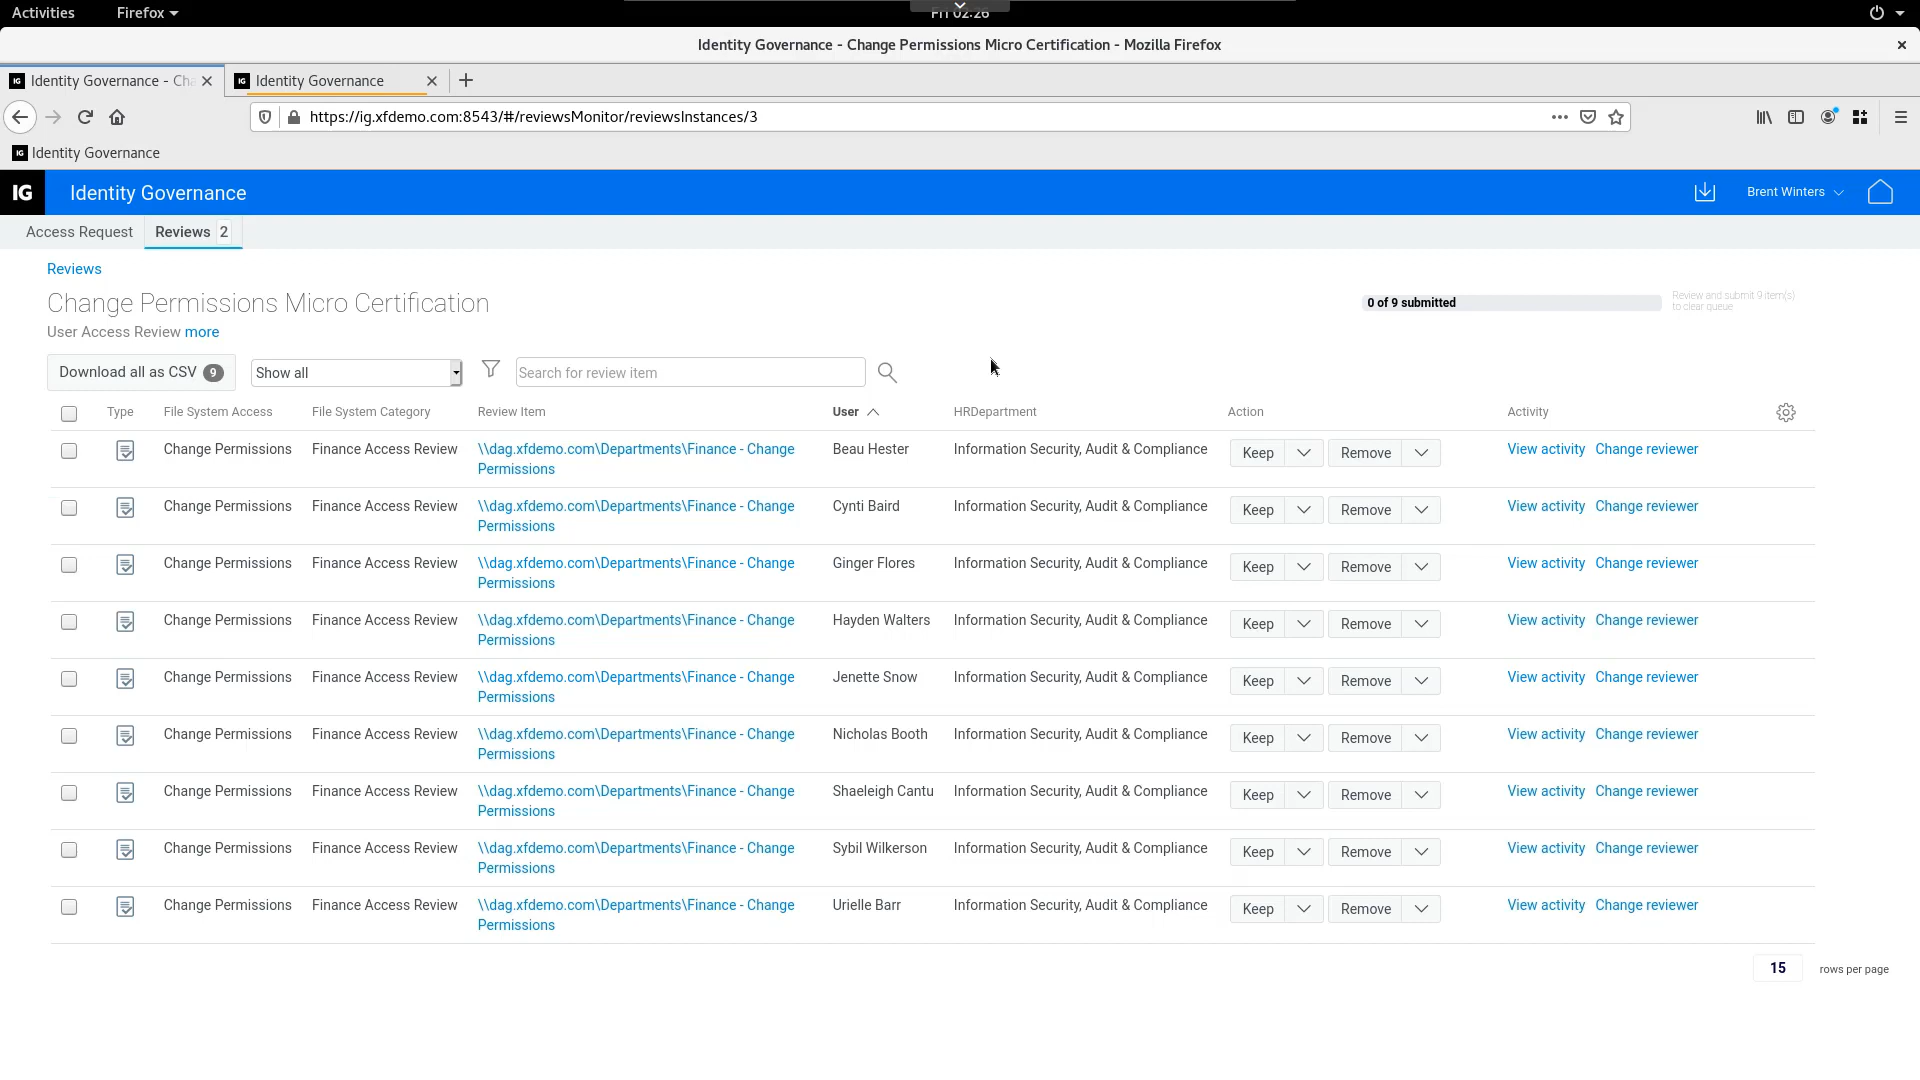 Activities Firefox Fri 02:26
Identity Governance - Change Permissions Micro Certification - Mozilla Firefox
IG Identity Governance - Cha IG Identity Governance
https://ig.xfdemo.com:8543/#/reviewsMonitor/reviewsInstances/3
IG Identity Governance
IG Identity Governance Brent Winters
Access Request Reviews 2
Reviews
Change Permissions Micro Certification
0 of 9 submitted
Review and submit 9 item(s)
to clear queue
User Access Review more
Download all as CSV 9 Show all Search for review item
Type File System Access File System Category Review Item User HRDepartment Action Activity
Change Permissions Finance Access Review \\dag.xfdemo.com\Departments\Finance - Change Beau Hester Information Security, Audit & Compliance Keep Remove View activity Change reviewer
Permissions
Change Permissions Finance Access Review \\dag.xfdemo.com\Departments\Finance - Change Cynti Baird Information Security, Audit & Compliance Keep Remove View activity Change reviewer
Permissions
Change Permissions Finance Access Review \\dag.xfdemo.com\Departments\Finance - Change Ginger Flores Information Security, Audit & Compliance Keep Remove View activity Change reviewer
Permissions
Change Permissions Finance Access Review \\dag.xfdemo.com\Departments\Finance - Change Hayden Walters Information Security, Audit & Compliance Keep Remove View activity Change reviewer
Permissions
Change Permissions Finance Access Review \\dag.xfdemo.com\Departments\Finance - Change Jenette Snow Information Security, Audit & Compliance Keep Remove View activity Change reviewer
Permissions
Change Permissions Finance Access Review \\dag.xfdemo.com\Departments\Finance - Change Nicholas Booth Information Security, Audit & Compliance Keep Remove View activity Change reviewer
Permissions
Change Permissions Finance Access Review \\dag.xfdemo.com\Departments\Finance - Change Shaeleigh Cantu Information Security, Audit & Compliance Keep Remove View activity Change reviewer
Permissions
Change Permissions Finance Access Review \\dag.xfdemo.com\Departments\Finance - Change Sybil Wilkerson Information Security, Audit & Compliance Keep Remove View activity Change reviewer
Permissions
Change Permissions Finance Access Review \\dag.xfdemo.com\Departments\Finance - Change Urielle Barr Information Security, Audit & Compliance Keep Remove View activity Change reviewer
Permissions
15 rows per page